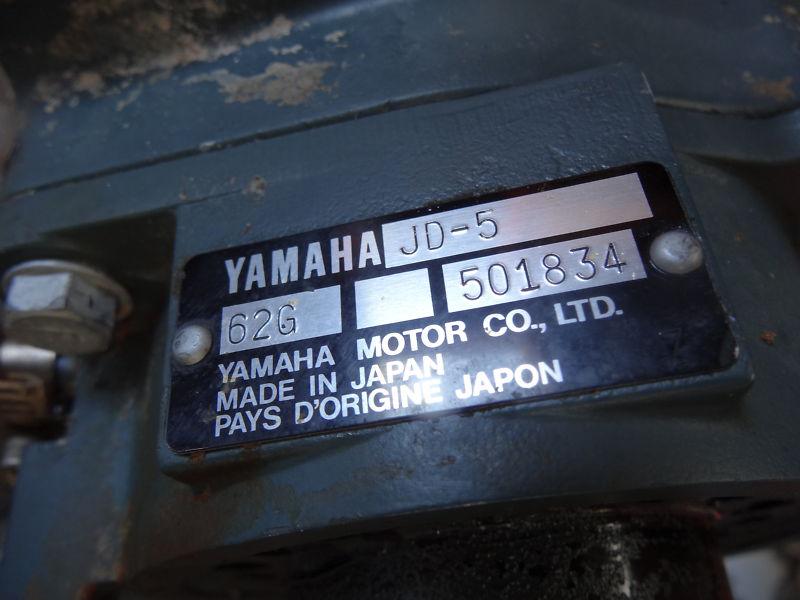 YAMAHA JD-5
62G 501834
YAMAHA MOTOR CO., LTD.
MADE IN JAPAN
PAYS D'ORIGINE JAPON